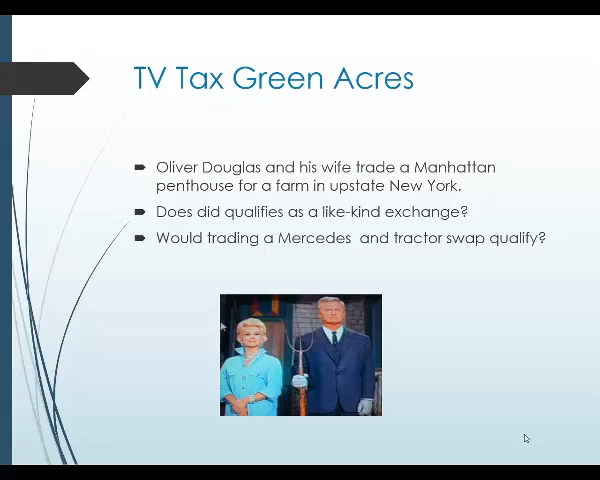 TV Tax Green Acres
Oliver Douglas and his wife trade a Manhattan
penthouse for a farm in upstate New York.
Does did qualifies as a like-kind exchange?
Would trading a Mercedes  and tractor swap qualify?